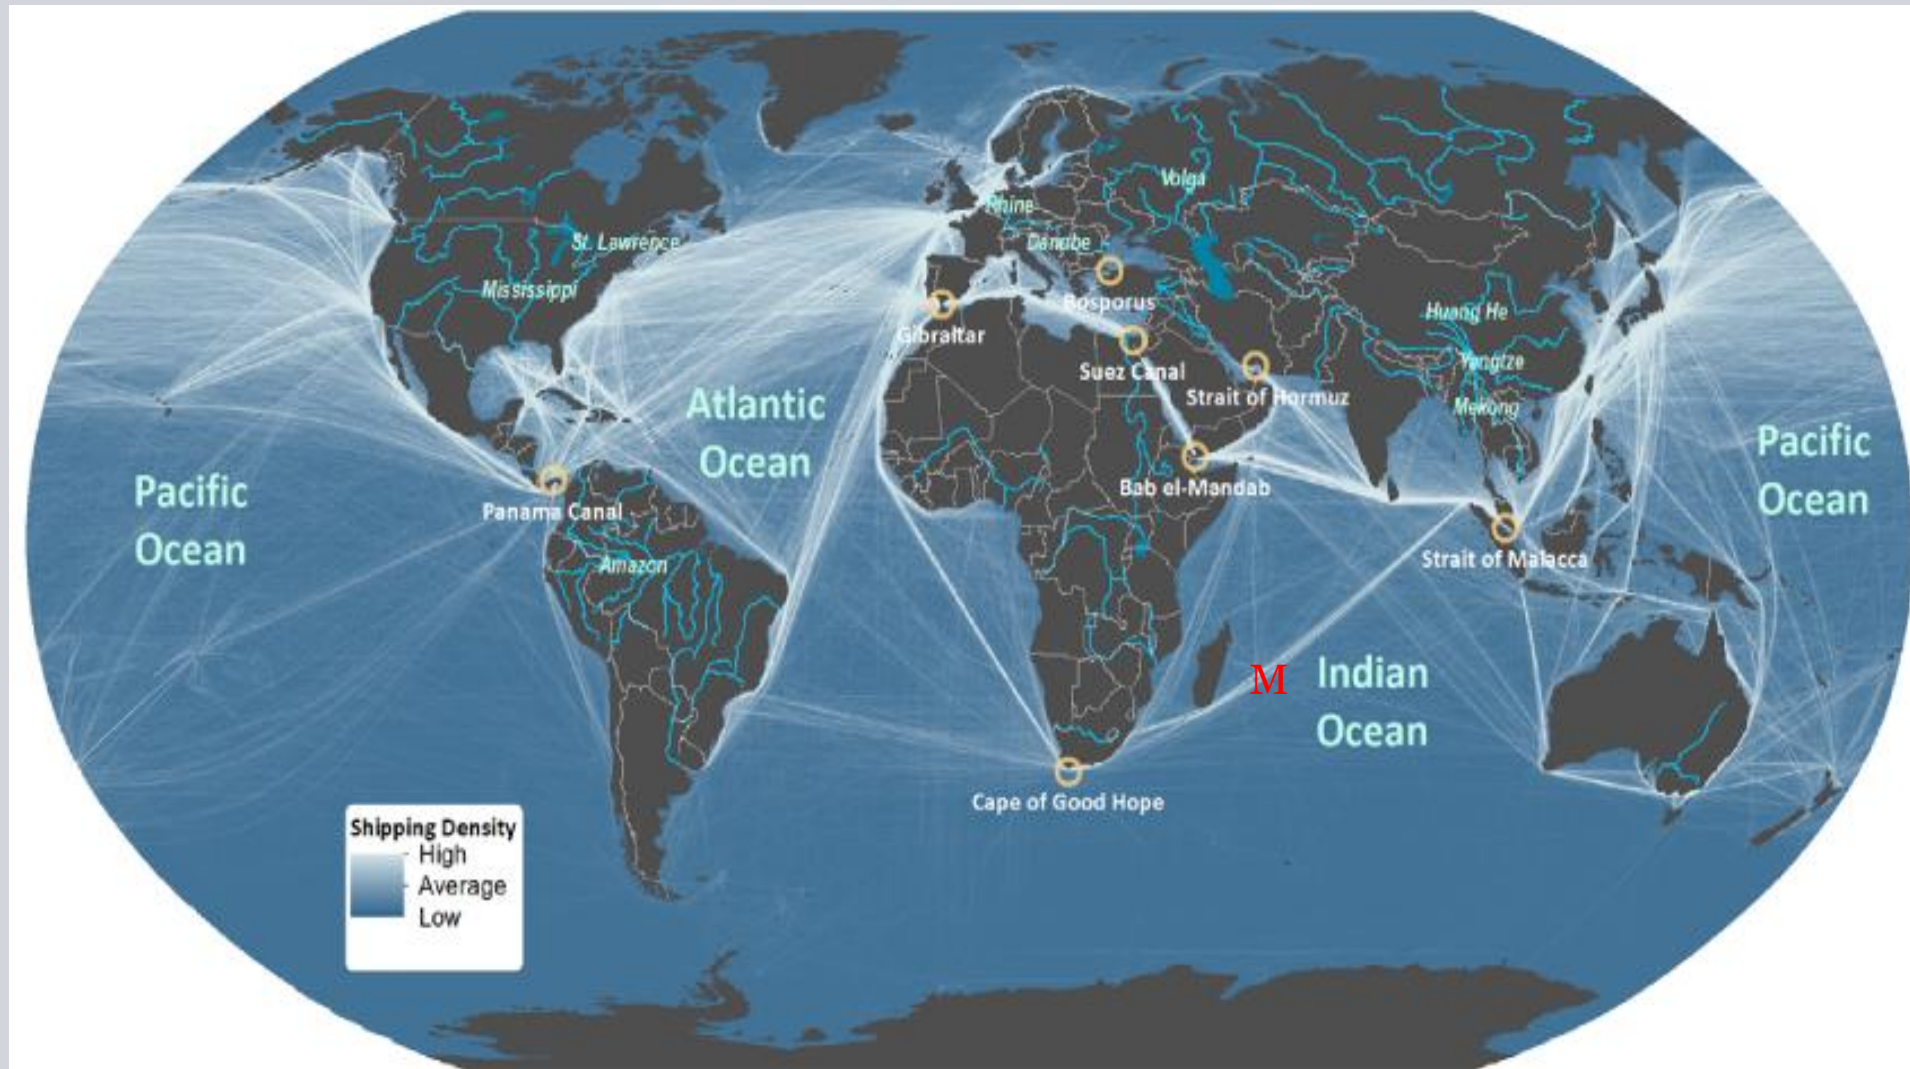 Volga
Rhine
St. Lawrence
Danube
Mississippi
Bosporus
Huang He
Gibraltar
Yangtze
Suez Canal
Strait of Hormuz
Mekong
Atlantic
Ocean
Pacific
Ocean
Bab el-Mandab
Pacific
Ocean
Panama Canal
Strait of Malacca
Amazon
M
Indian
Ocean
Cape of Good Hope
Shipping Density
High
Average
Low